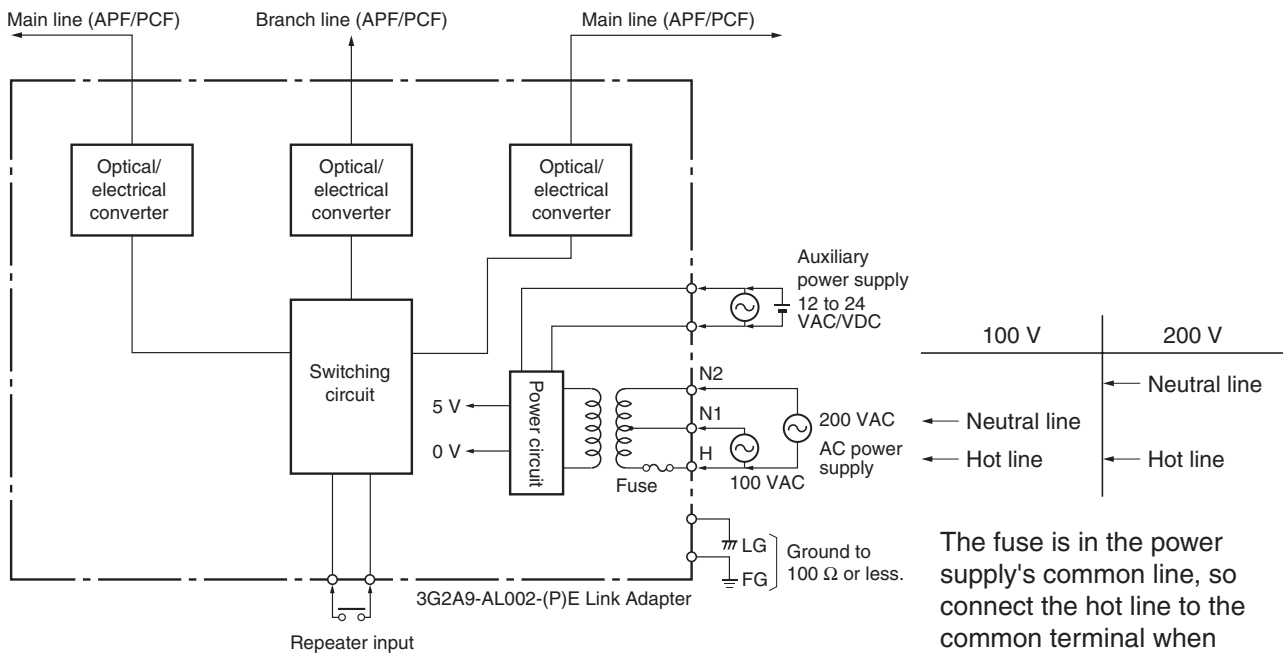 Main line (APF/PCF)
Branch line (APF/PCF)
Main line (APF/PCF)
Optical/
electrical
converter
Optical/
electrical
converter
Optical/
electrical
converter
Switching
circuit
Auxiliary
power supply
12 to 24
VAC/VDC
Power circuit
5 V
0 V
Fuse
N2
N1
H
200 VAC
AC power
supply
100 VAC
LG
FG
Ground to
100 Ω or less.
3G2A9-AL002-(P)E Link Adapter
Repeater input
100 V
200 V
Neutral line
Neutral line
Hot line
Hot line
The fuse is in the power
supply's common line, so
connect the hot line to the
common terminal when